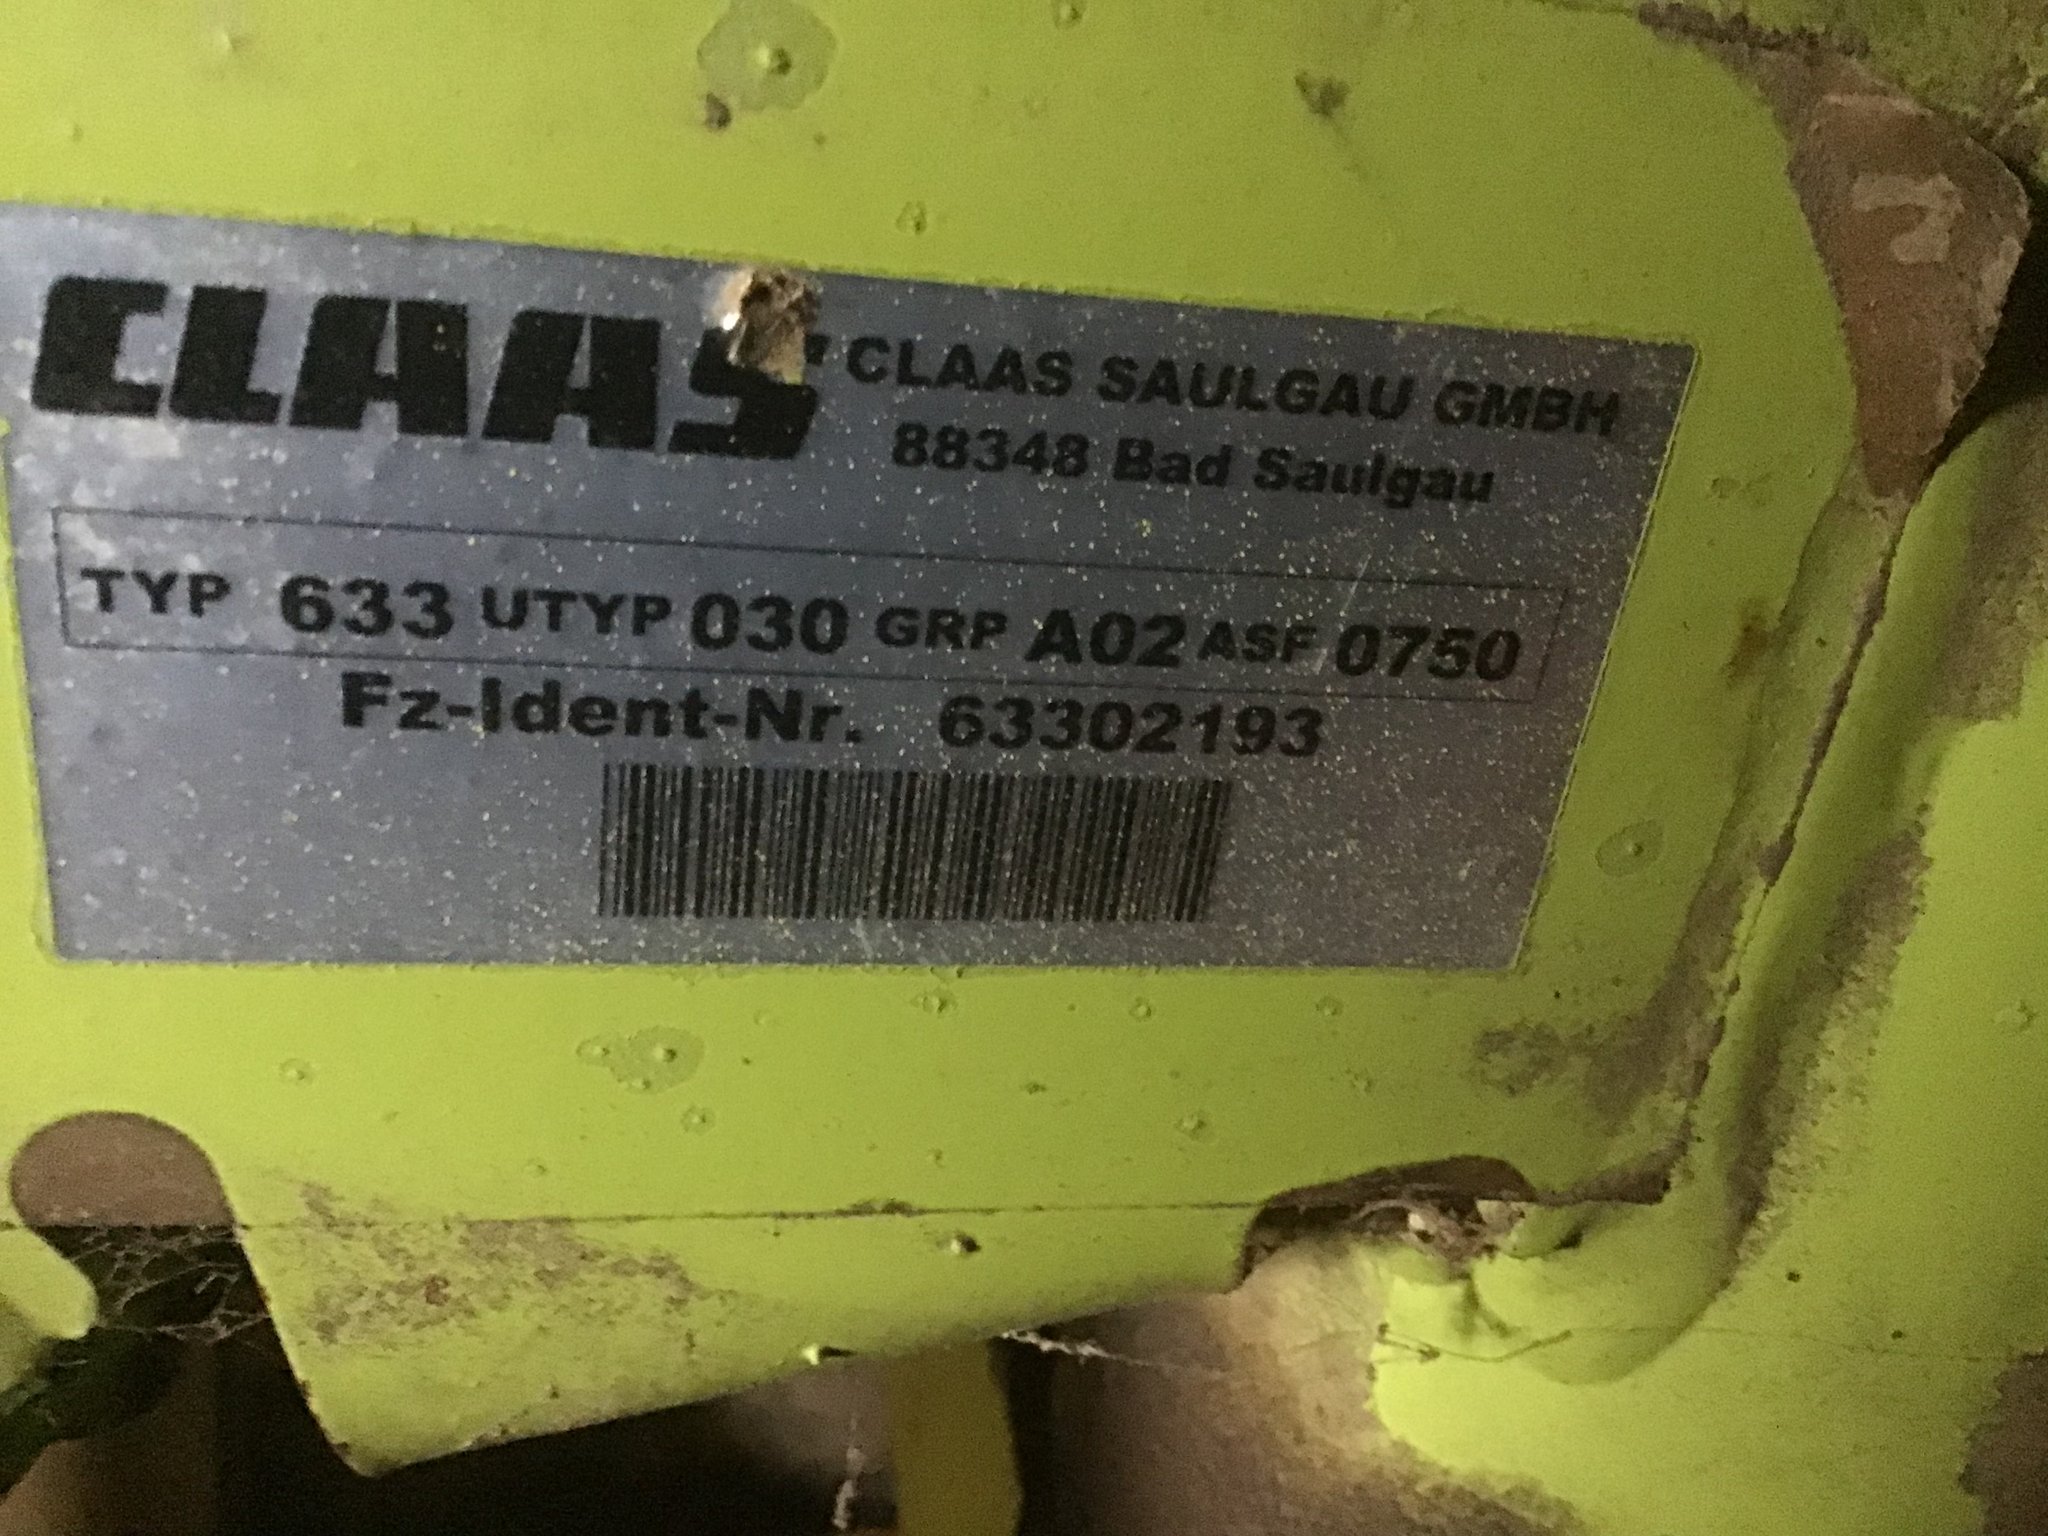 CLAAS
CLAAS SAULGAU GMBH
88348 Bad Saulgau
TYP 633 UTYP 030 GRP A02 ASF 0750
Fz-Ident-Nr. 63302193